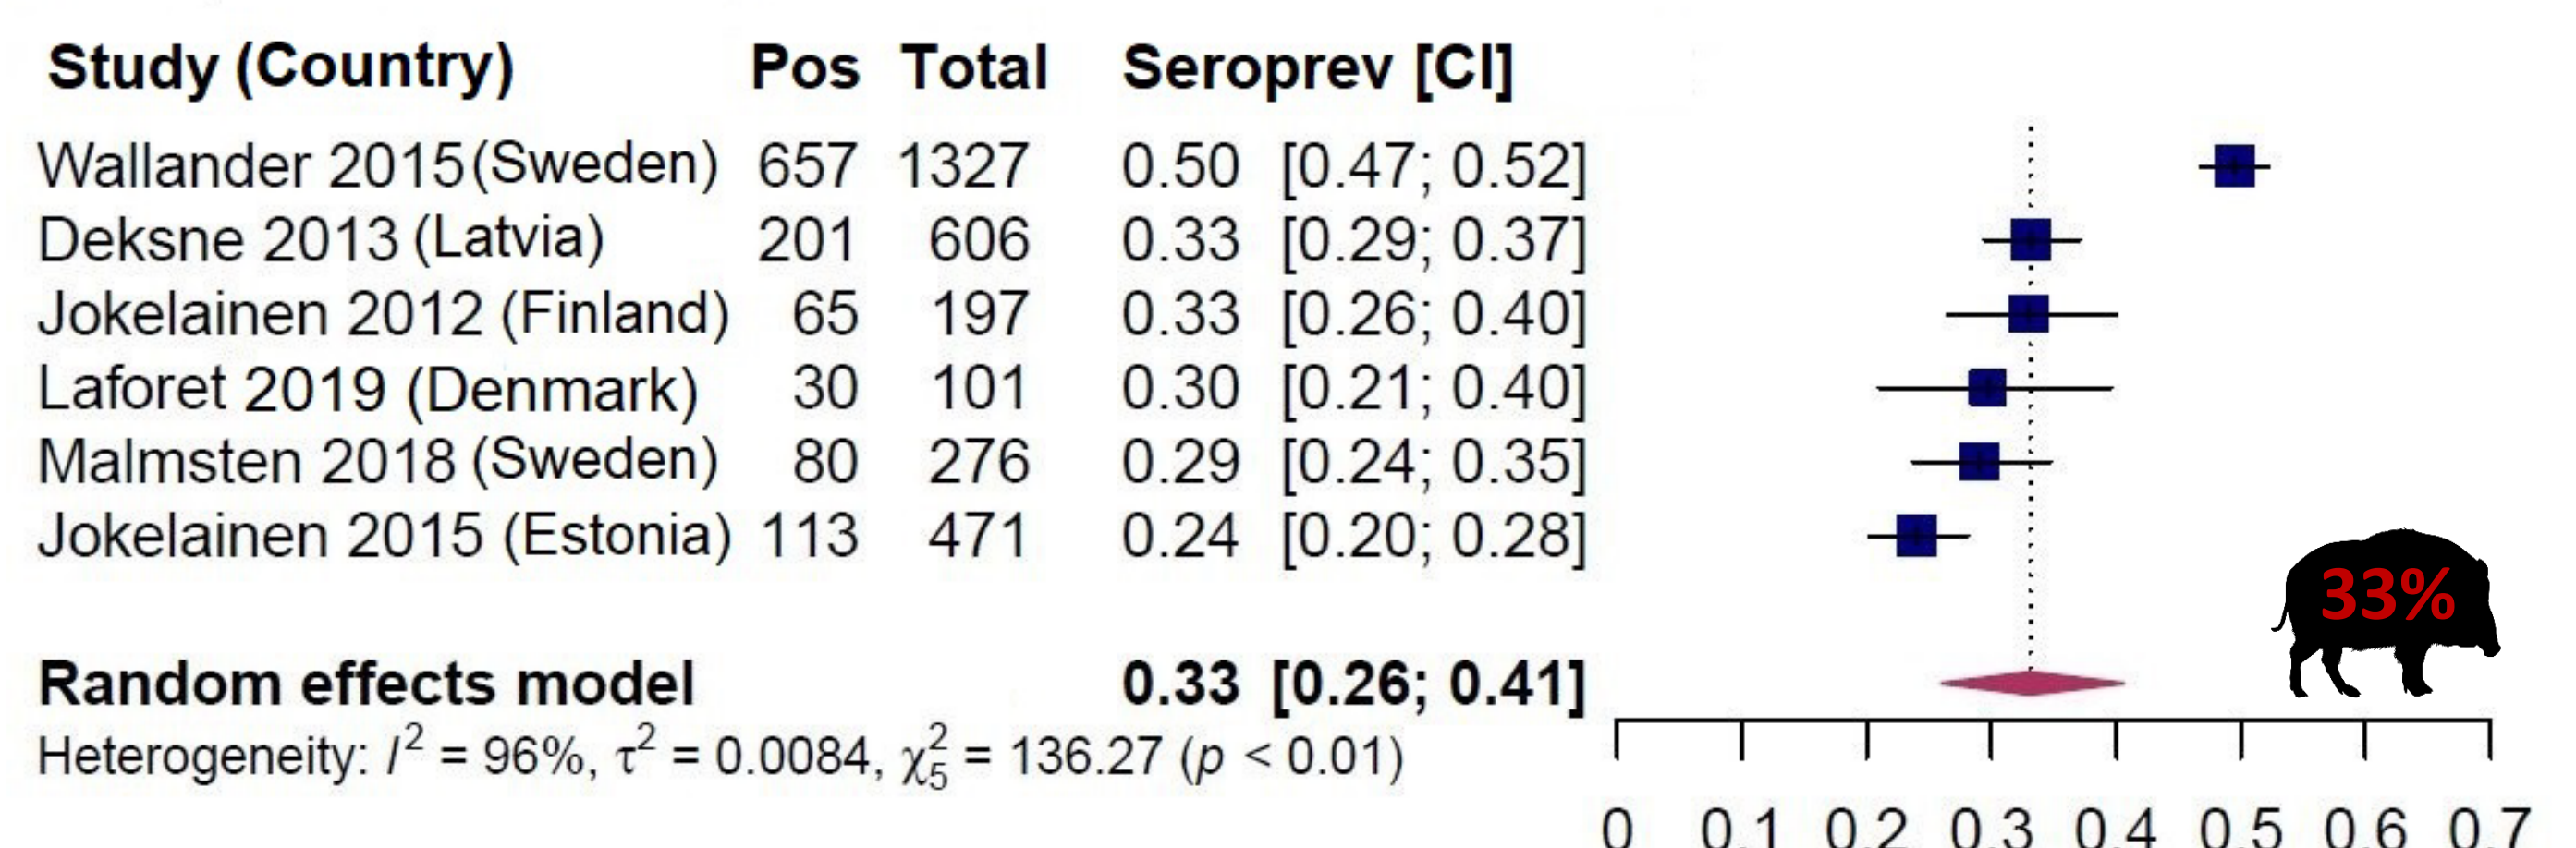 Study (Country) Pos Total Seroprev [CI]
Wallander 2015 (Sweden) 657 1327 0.50 [0.47; 0.52]
Deksne 2013 (Latvia) 201 606 0.33 [0.29; 0.37]
Jokelainen 2012 (Finland) 65 197 0.33 [0.26; 0.40]
Laforet 2019 (Denmark) 30 101 0.30 [0.21; 0.40]
Malmsten 2018 (Sweden) 80 276 0.29 [0.24; 0.35]
Jokelainen 2015 (Estonia) 113 471 0.24 [0.20; 0.28]
33%
Random effects model 0.33 [0.26; 0.41]
Heterogeneity: I² = 96%, τ² = 0.0084, χ²₅ = 136.27 (p < 0.01)
0 0.1 0.2 0.3 0.4 0.5 0.6 0.7